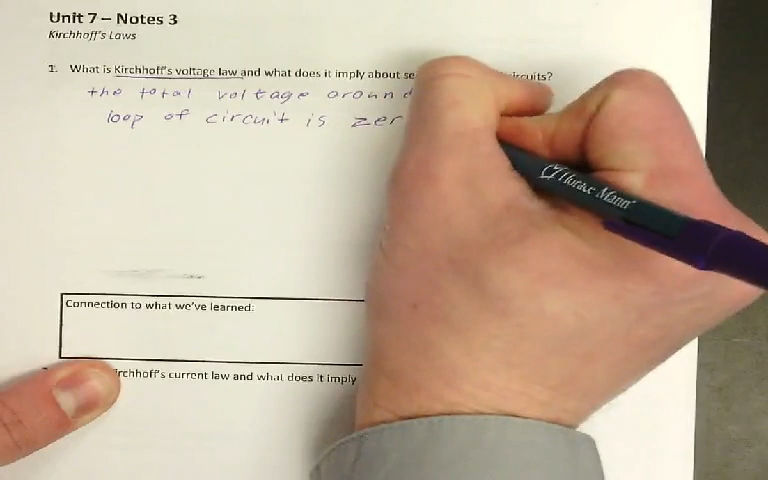 Unit 7 – Notes 3
Kirchhoff's Laws
1. What is Kirchhoff's voltage law and what does it imply about se circuits?
the total voltage around
loop of circuit is zer
Horace Mann
Connection to what we've learned:
irchhoff's current law and what does it imply